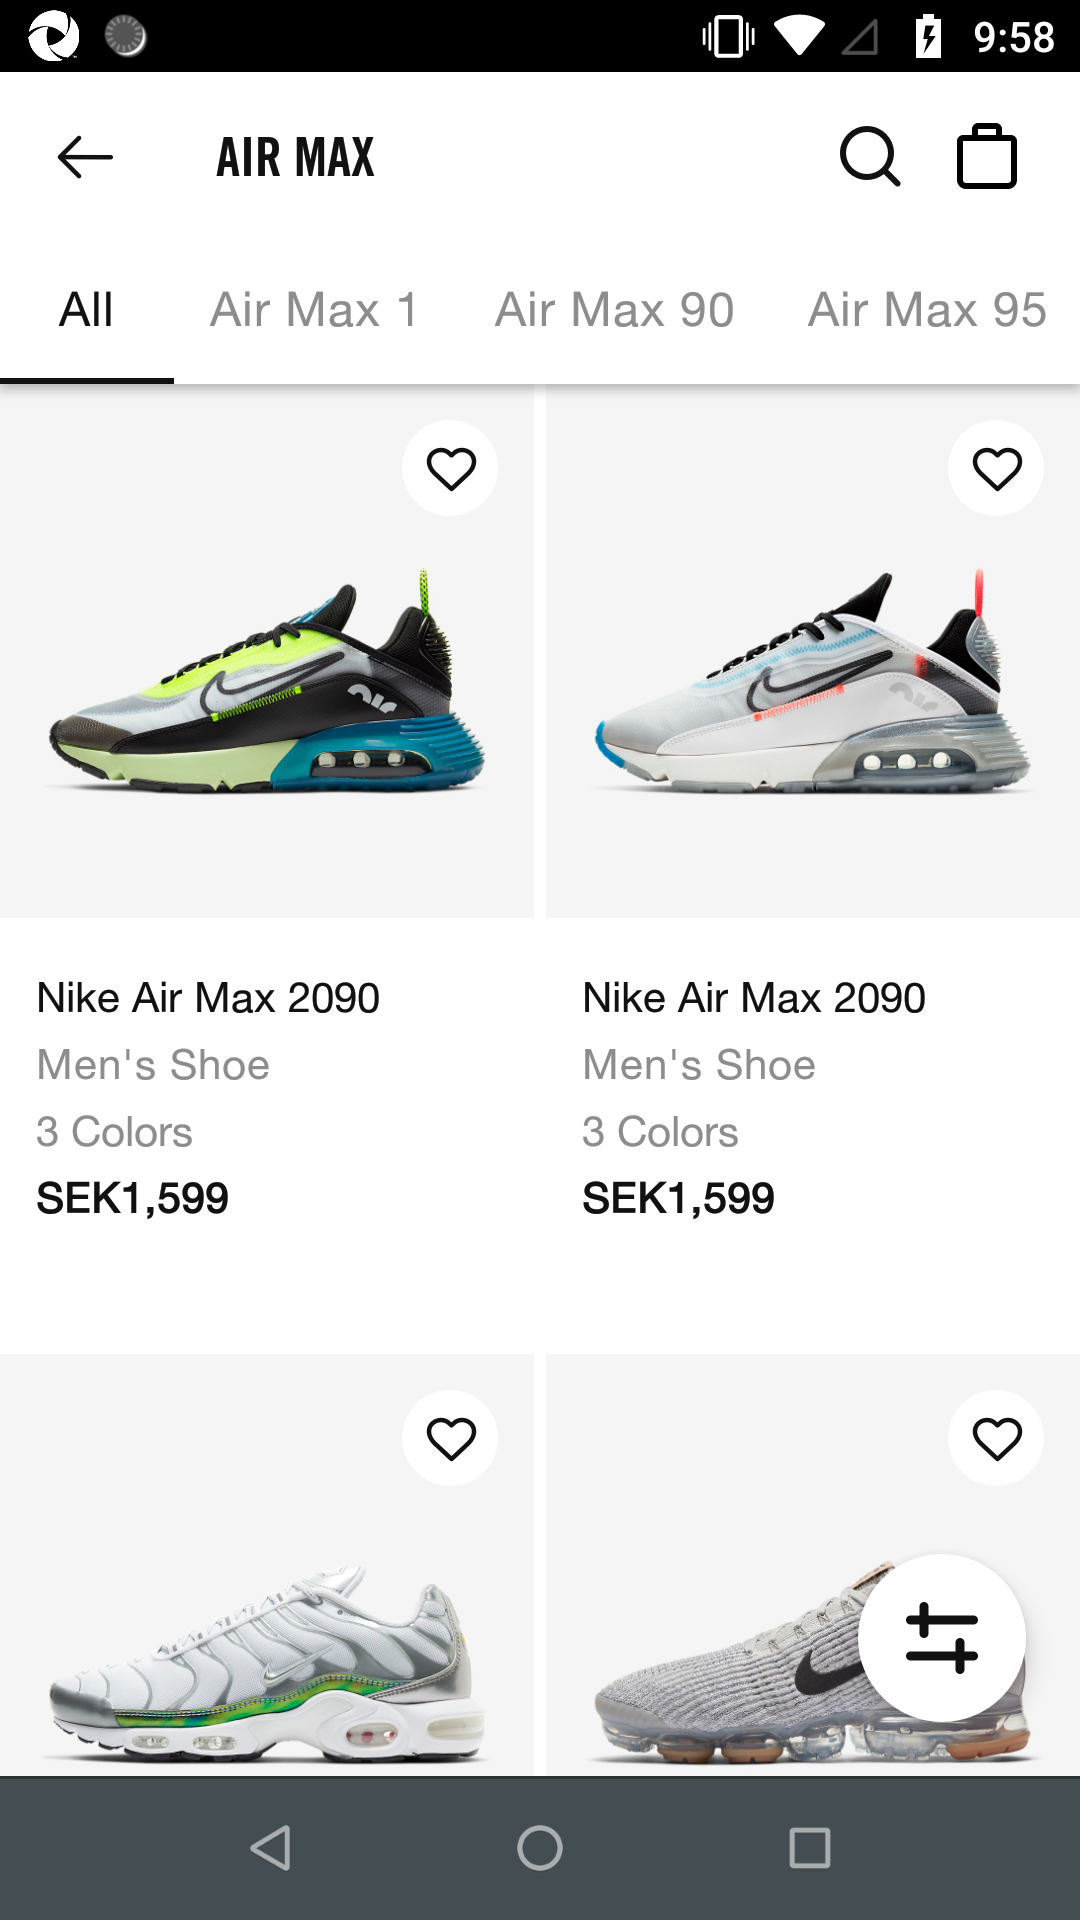 9:58
AIR MAX
All Air Max 1 Air Max 90 Air Max 95
Nike Air Max 2090
Men's Shoe
3 Colors
SEK1,599
Nike Air Max 2090
Men's Shoe
3 Colors
SEK1,599